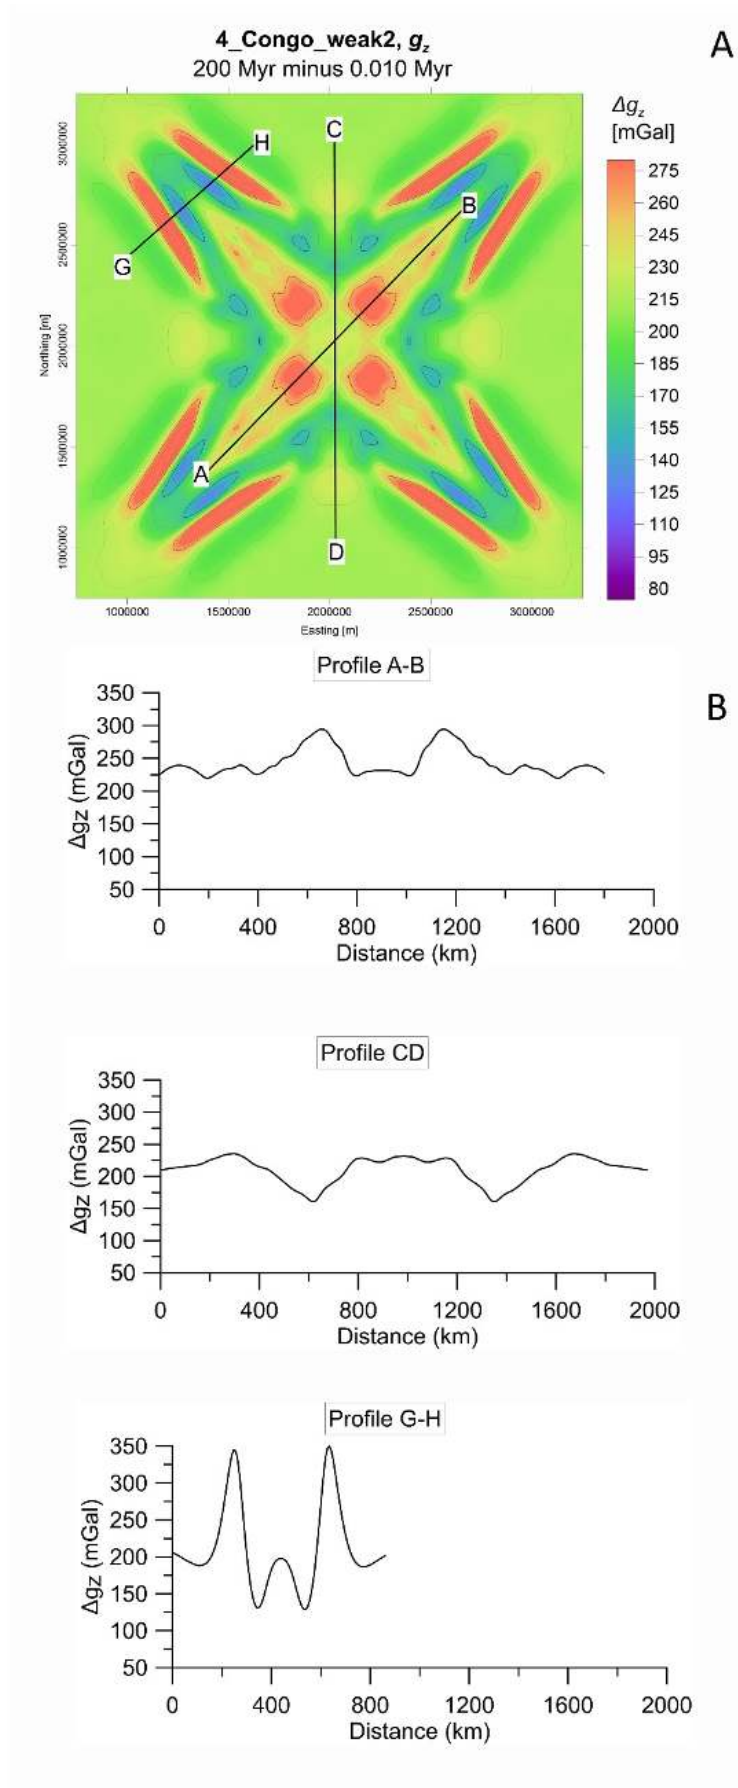 4_Congo_weak2, gz
200 Myr minus 0.010 Myr
A
Δgz
[mGal]
275
260
245
230
215
200
185
170
155
140
125
110
95
80
H
C
B
G
A
D
3000000
2500000
2000000
1500000
1000000
Northing [m]
1000000 1500000 2000000 2500000 3000000
Easting [m]
Profile A-B
B
350
300
250
200
150
100
50
Δgz (mGal)
0 400 800 1200 1600 2000
Distance (km)
Profile CD
350
300
250
200
150
100
50
Δgz (mGal)
0 400 800 1200 1600 2000
Distance (km)
Profile G-H
350
300
250
200
150
100
50
Δgz (mGal)
0 400 800 1200 1600 2000
Distance (km)